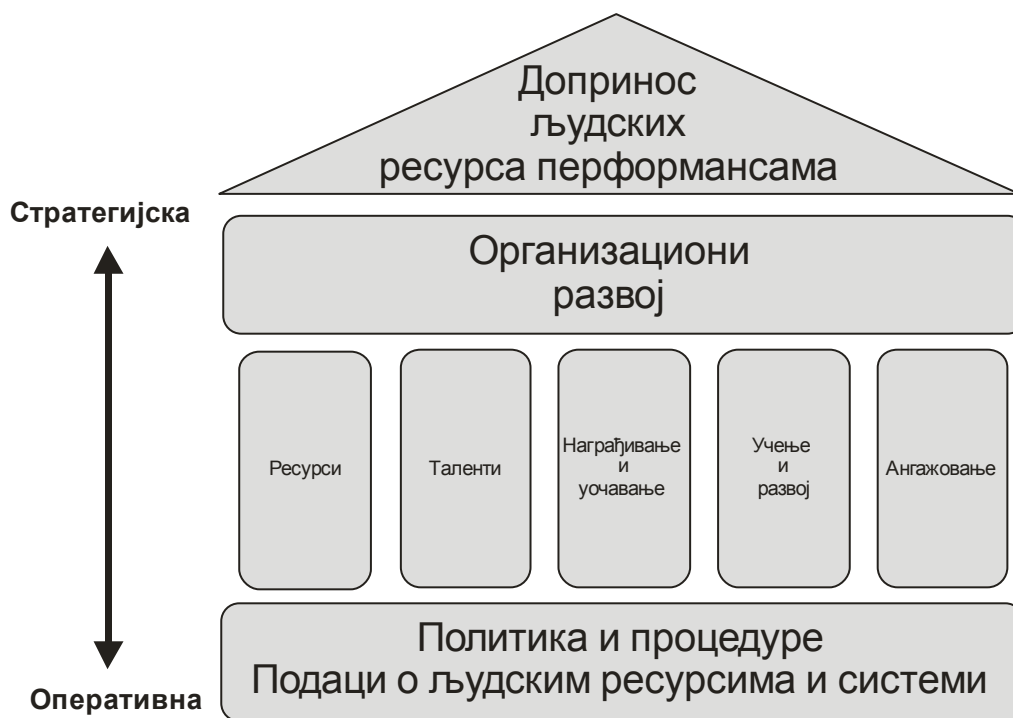 Допринос
људских
ресурса перформансама
Стратегијска
Организациони
развој
Ресурси
Таленти
Награђивање
и
уочавање
Учење
и
развој
Ангажовање
Политика и процедуре
Подаци о људским ресурсима и системи
Оперативна